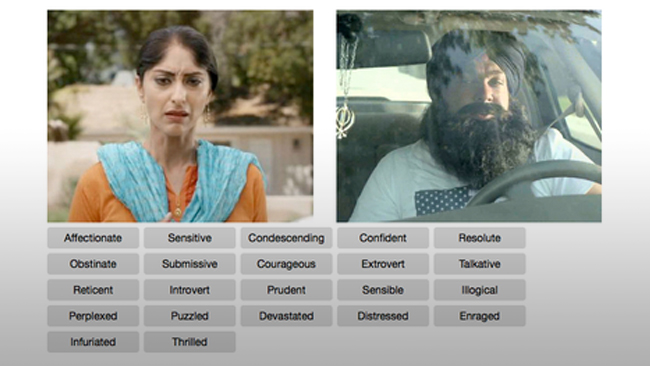 Affectionate Sensitive Condescending Confident Resolute
Obstinate Submissive Courageous Extrovert Talkative
Reticent Introvert Prudent Sensible Illogical
Perplexed Puzzled Devastated Distressed Enraged
Infuriated Thrilled